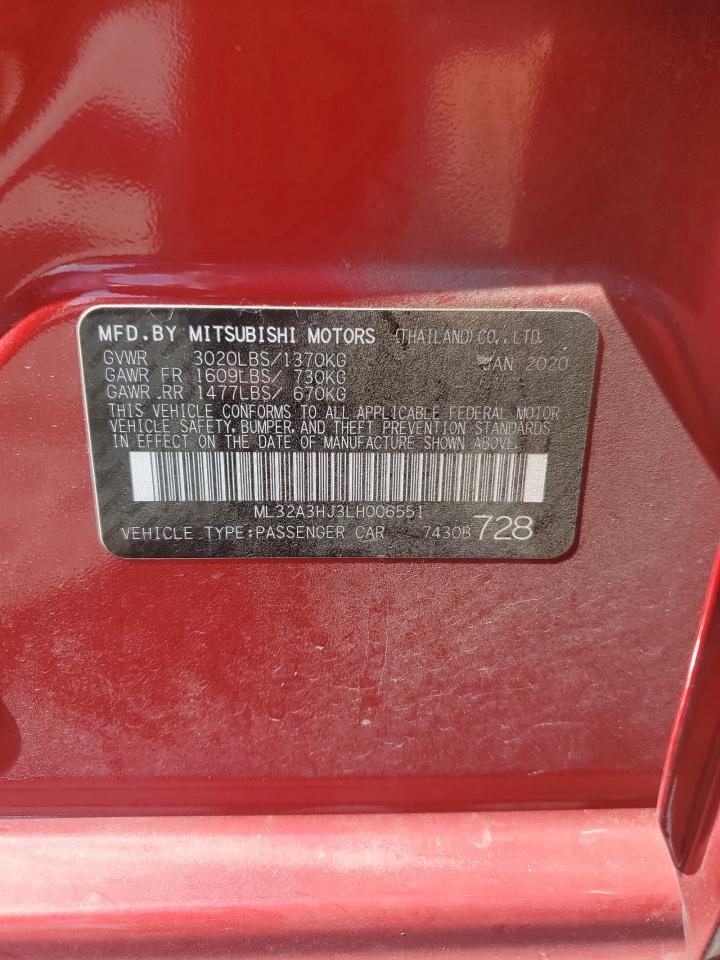 MFD.BY MITSUBISHI MOTORS (THAILAND) CO., LTD.
GVWR 3020LBS/1370KG JAN 2020
GAWR FR 1609LBS/ 730KG
GAWR RR 1477LBS/ 670KG
THIS VEHICLE CONFORMS TO ALL APPLICABLE FEDERAL MOTOR
VEHICLE SAFETY, BUMPER, AND THEFT PREVENTION STANDARDS
IN EFFECT ON THE DATE OF MANUFACTURE SHOWN ABOVE.
ML32A3HJ3LH006551
VEHICLE TYPE:PASSENGER CAR 7430B728